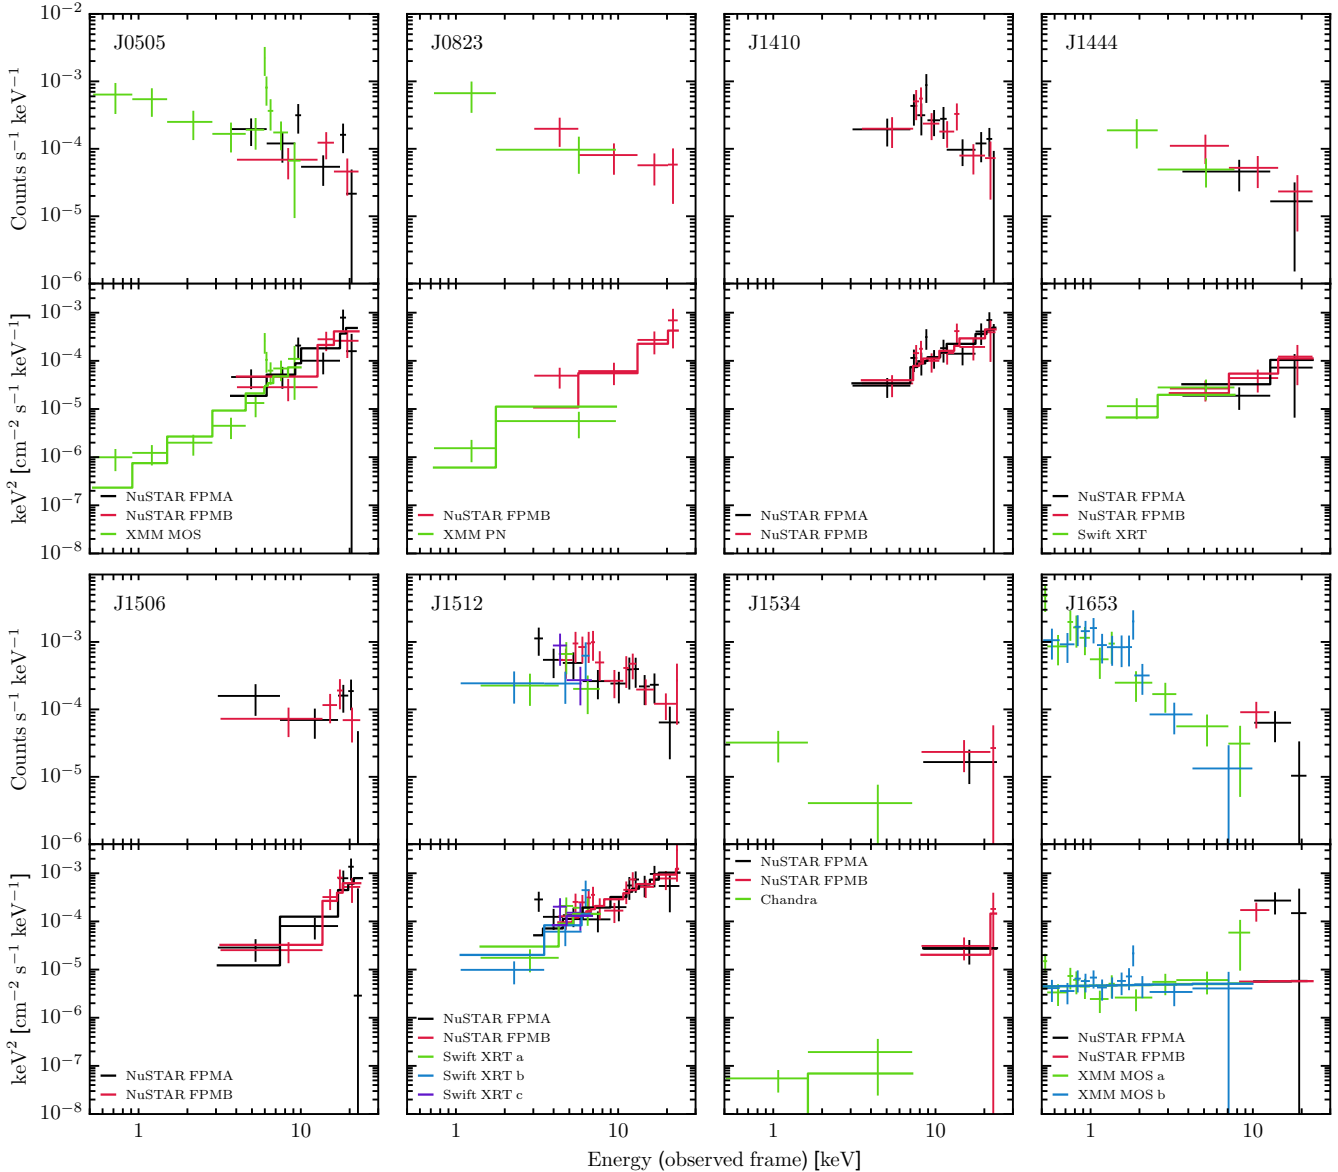 J0505 J0823 J1410 J1444
10⁻²
10⁻³
10⁻⁴
10⁻⁵
10⁻⁶
Counts s⁻¹ keV⁻¹
10⁻³
10⁻⁴
10⁻⁵
10⁻⁶
10⁻⁷
10⁻⁸
keV² [cm⁻² s⁻¹ keV⁻¹]
NuSTAR FPMA
NuSTAR FPMB
XMM MOS
NuSTAR FPMB
XMM PN
NuSTAR FPMA
NuSTAR FPMB
NuSTAR FPMA
NuSTAR FPMB
Swift XRT
J1506 J1512 J1534 J1653
10⁻³
10⁻⁴
10⁻⁵
10⁻⁶
Counts s⁻¹ keV⁻¹
10⁻³
10⁻⁴
10⁻⁵
10⁻⁶
10⁻⁷
10⁻⁸
keV² [cm⁻² s⁻¹ keV⁻¹]
NuSTAR FPMA
NuSTAR FPMB
NuSTAR FPMA
NuSTAR FPMB
Swift XRT a
Swift XRT b
Swift XRT c
NuSTAR FPMA
NuSTAR FPMB
Chandra
NuSTAR FPMA
NuSTAR FPMB
XMM MOS a
XMM MOS b
1 10 1 10 1 10 1 10
Energy (observed frame) [keV]